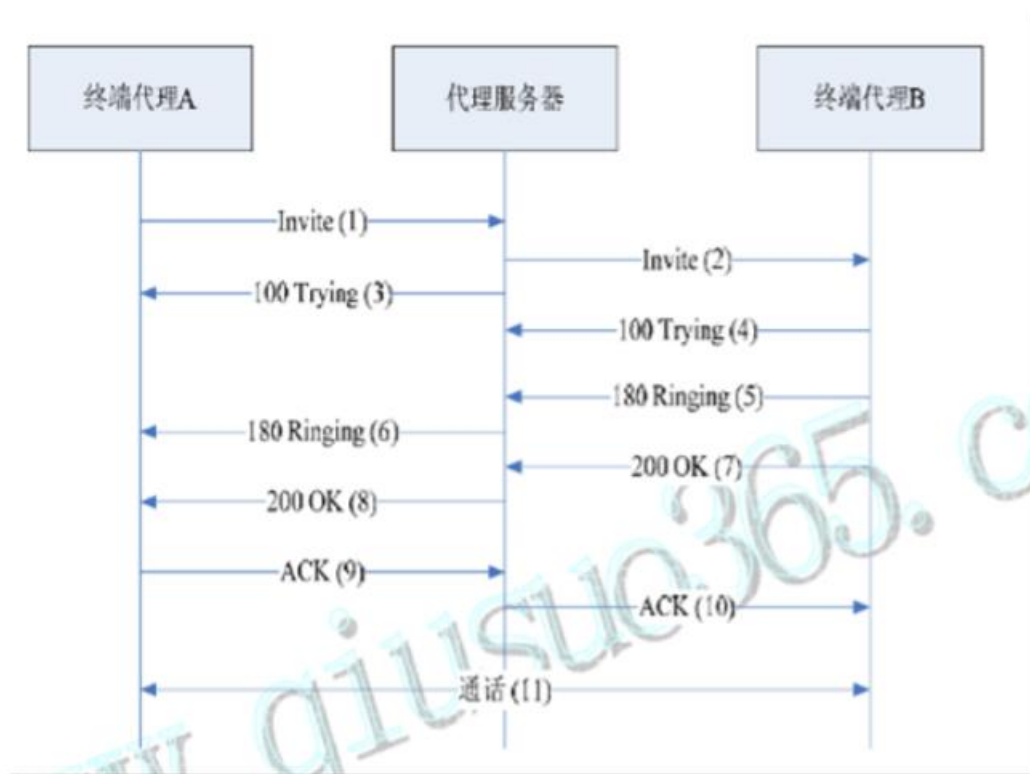 终端代理A
代理服务器
终端代理B
Invite (1)
Invite (2)
100 Trying (3)
100 Trying (4)
180 Ringing (5)
180 Ringing (6)
200 OK (7)
200 OK (8)
ACK (9)
ACK (10)
通话 (11)
www.qiusuo365.c